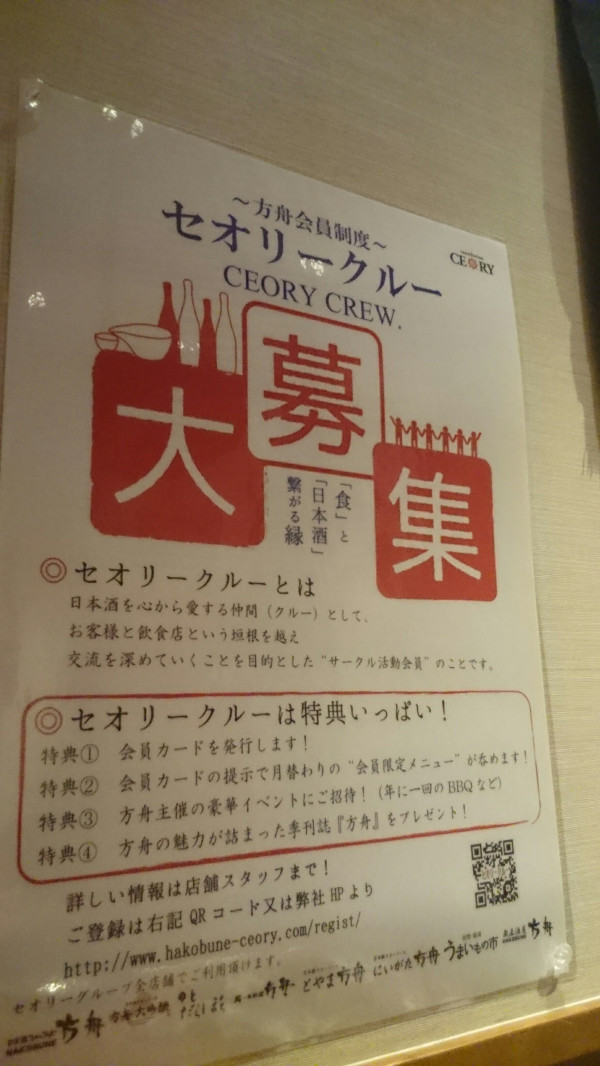 ～方舟会員制度～
セオリークルー
CEORY CREW.
CEORY
大募集
「食」と
「日本酒」
繋がる縁
◎セオリークルーとは
日本酒を心から愛する仲間（クルー）として、
お客様と飲食店という垣根を越え
交流を深めていくことを目的とした“サークル活動会員”のことです。
◎セオリークルーは特典いっぱい！
特典① 会員カードを発行します！
特典② 会員カードの提示で月替わりの“会員限定メニュー”が呑めます！
特典③ 方舟主催の豪華イベントにご招待！（年に一回のBBQなど）
特典④ 方舟の魅力が詰まった季刊誌『方舟』をプレゼント！
詳しい情報は店舗スタッフまで！
ご登録は右記QRコード又は弊社HPより
http://www.hakobune-ceory.com/regist/
セオリーグループ全店舗でご利用頂けます。
方舟 HAKOBUNE 方舟 大吟醸 方舟 とやま方舟 にいがた方舟 うまいもの市 方舟